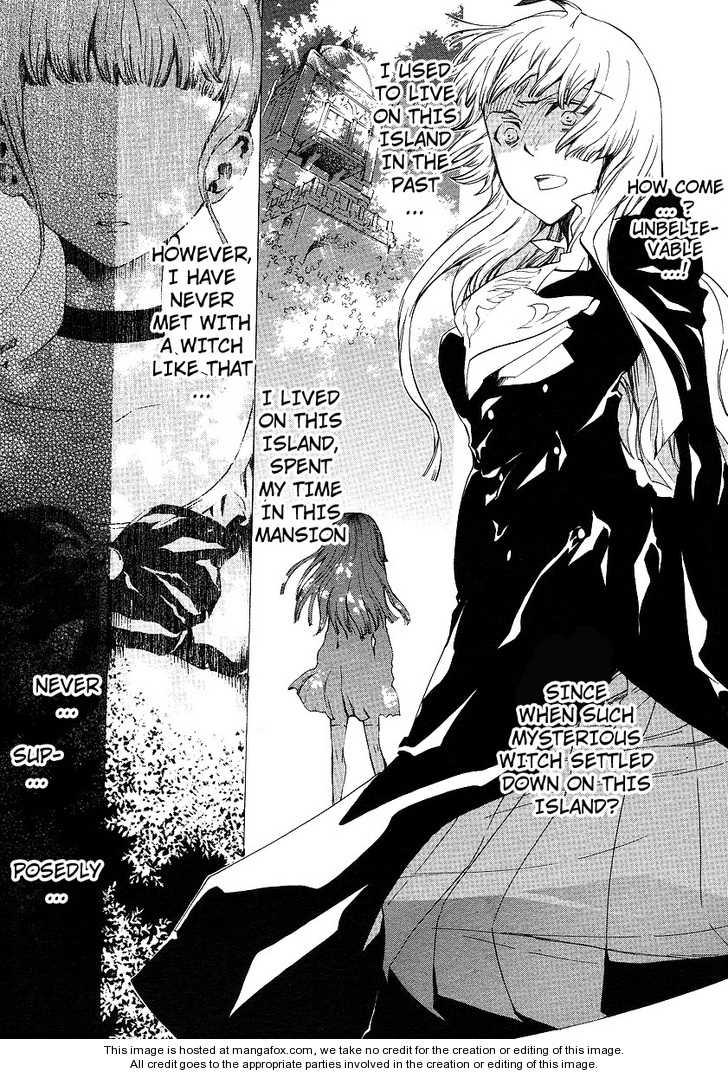 HOW COME
... ?
UNBELIE-
VABLE
....!
I USED
TO LIVE
ON THIS
ISLAND
IN THE
PAST
...
I LIVED
ON THIS
ISLAND,
SPENT
MY TIME
IN THIS
MANSION
SINCE
WHEN SUCH
MYSTERIOUS
WITCH SETTLED
DOWN ON THIS
ISLAND?
HOWEVER,
I HAVE
NEVER
MET WITH
A WITCH
LIKE THAT
...
NEVER
...
SUP-
...
POSEDLY
...
This image is hosted at mangafox.com, we take no credit for the creation or editing of this image.
All credit goes to the appropriate parties involved in the creation or editing of this image.